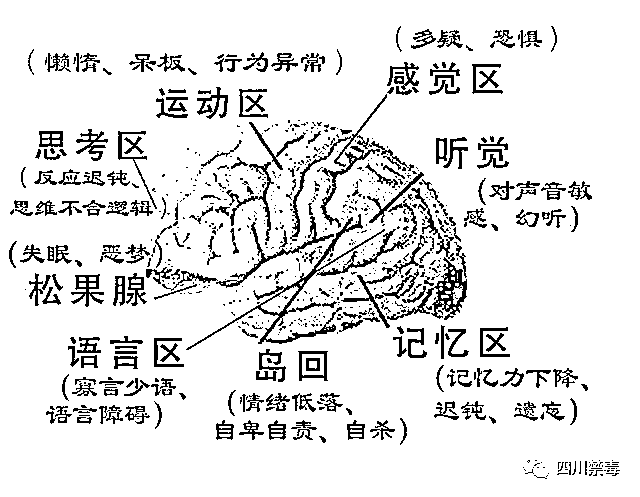 (多疑、恐惧)
(懒惰、呆板、行为异常)
感觉区
运动区
思考区
(反应迟钝、
思维不合逻辑)
听觉
(对声音敏
感、幻听)
(失眠、恶梦)
松果腺
语言区
(寡言少语、
语言障碍)
岛回
(情绪低落、
自卑自责、自杀)
记忆区
(记忆力下降、
迟钝、遗忘)
四川禁毒